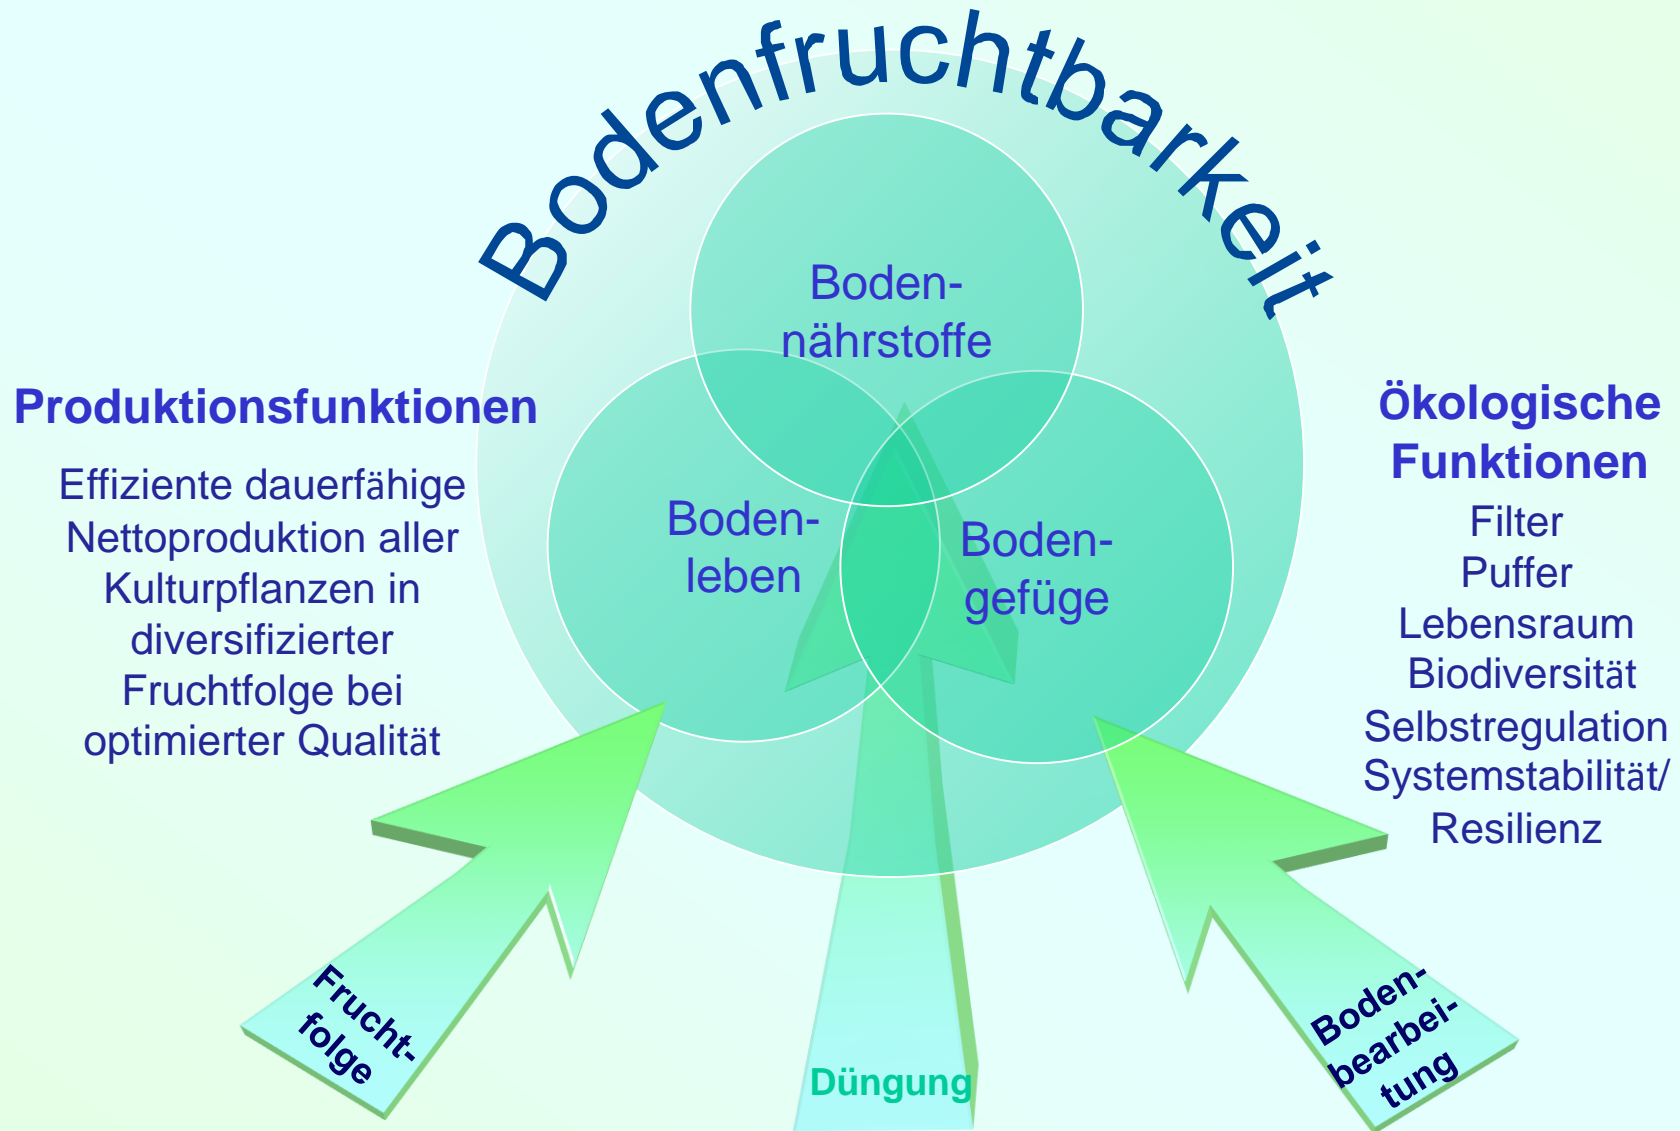 Bodenfruchtbarkeit
Boden-
nährstoffe
Produktionsfunktionen
Effiziente dauerfähige
Nettoproduktion aller
Kulturpflanzen in
diversifizierter
Fruchtfolge bei
optimierter Qualität
Boden-
leben
Boden-
gefüge
Ökologische
Funktionen
Filter
Puffer
Lebensraum
Biodiversität
Selbstregulation
Systemstabilität/
Resilienz
Frucht-
folge
Düngung
Boden-
bearbei-
tung